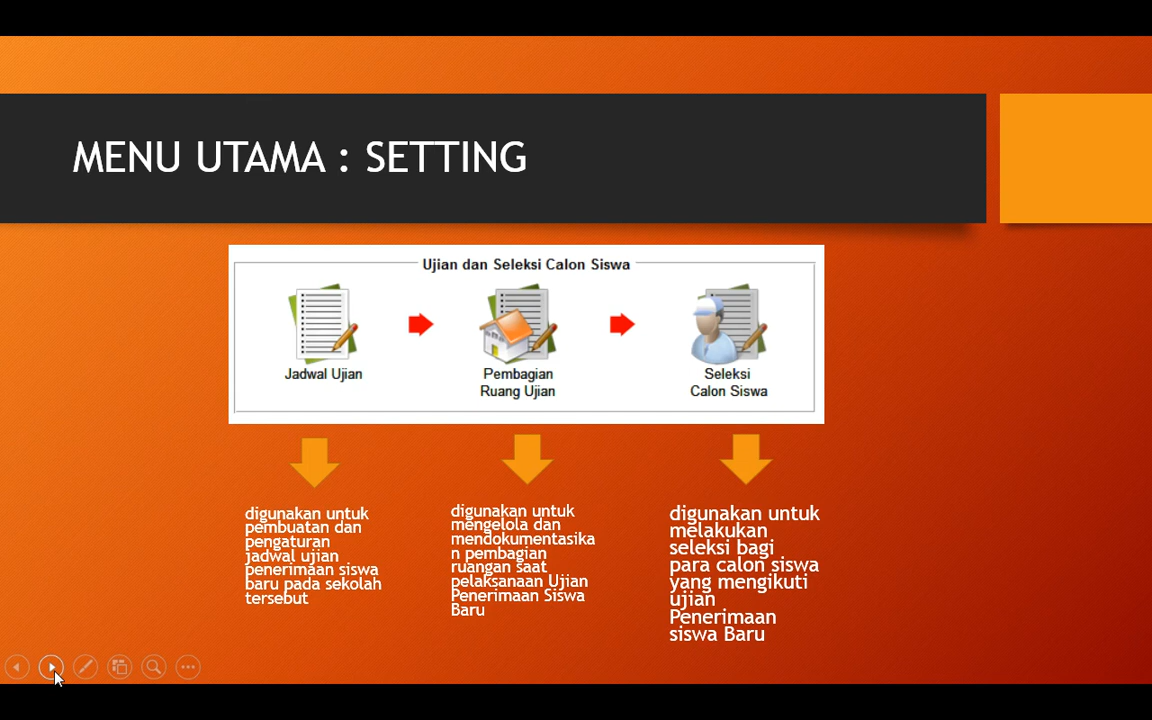 MENU UTAMA : SETTING
Ujian dan Seleksi Calon Siswa
Jadwal Ujian
Pembagian
Ruang Ujian
Seleksi
Calon Siswa
digunakan untuk
pembuatan dan
pengaturan
jadwal ujian
penerimaan siswa
baru pada sekolah
tersebut
digunakan untuk
mengelola dan
mendokumentasika
n pembagian
ruangan saat
pelaksanaan Ujian
Penerimaan Siswa
Baru
digunakan untuk
melakukan
seleksi bagi
para calon siswa
yang mengikuti
ujian
Penerimaan
siswa Baru